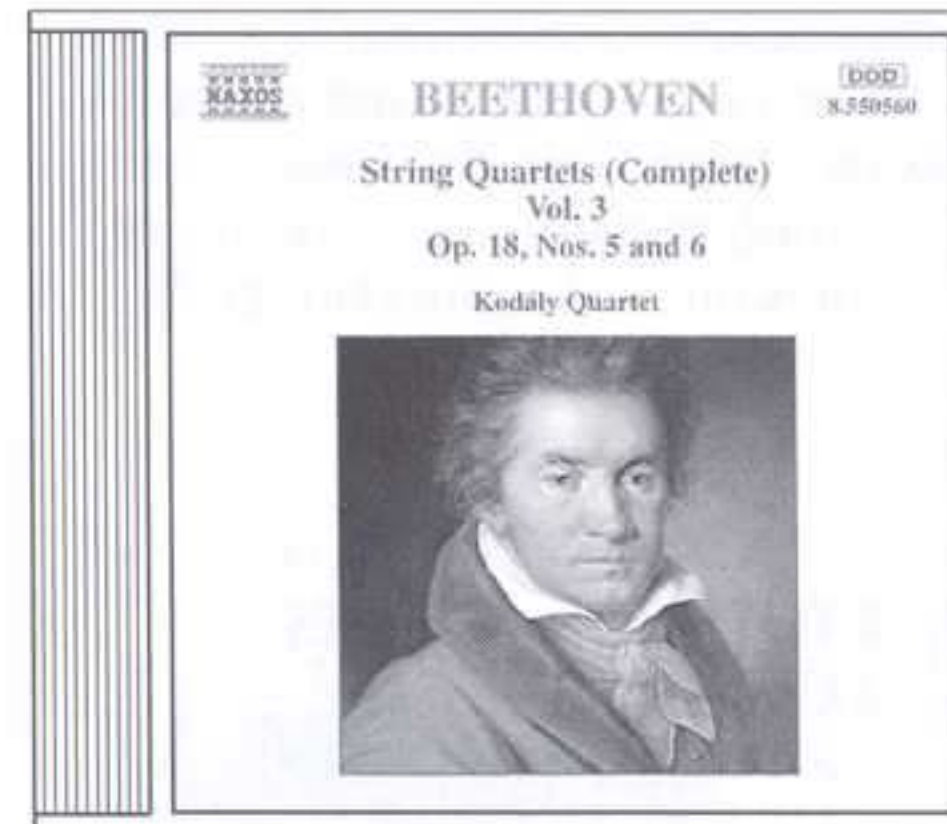 NAXOS
BEETHOVEN
DDD
8.550560
String Quartets (Complete)
Vol. 3
Op. 18, Nos. 5 and 6
Kodály Quartet